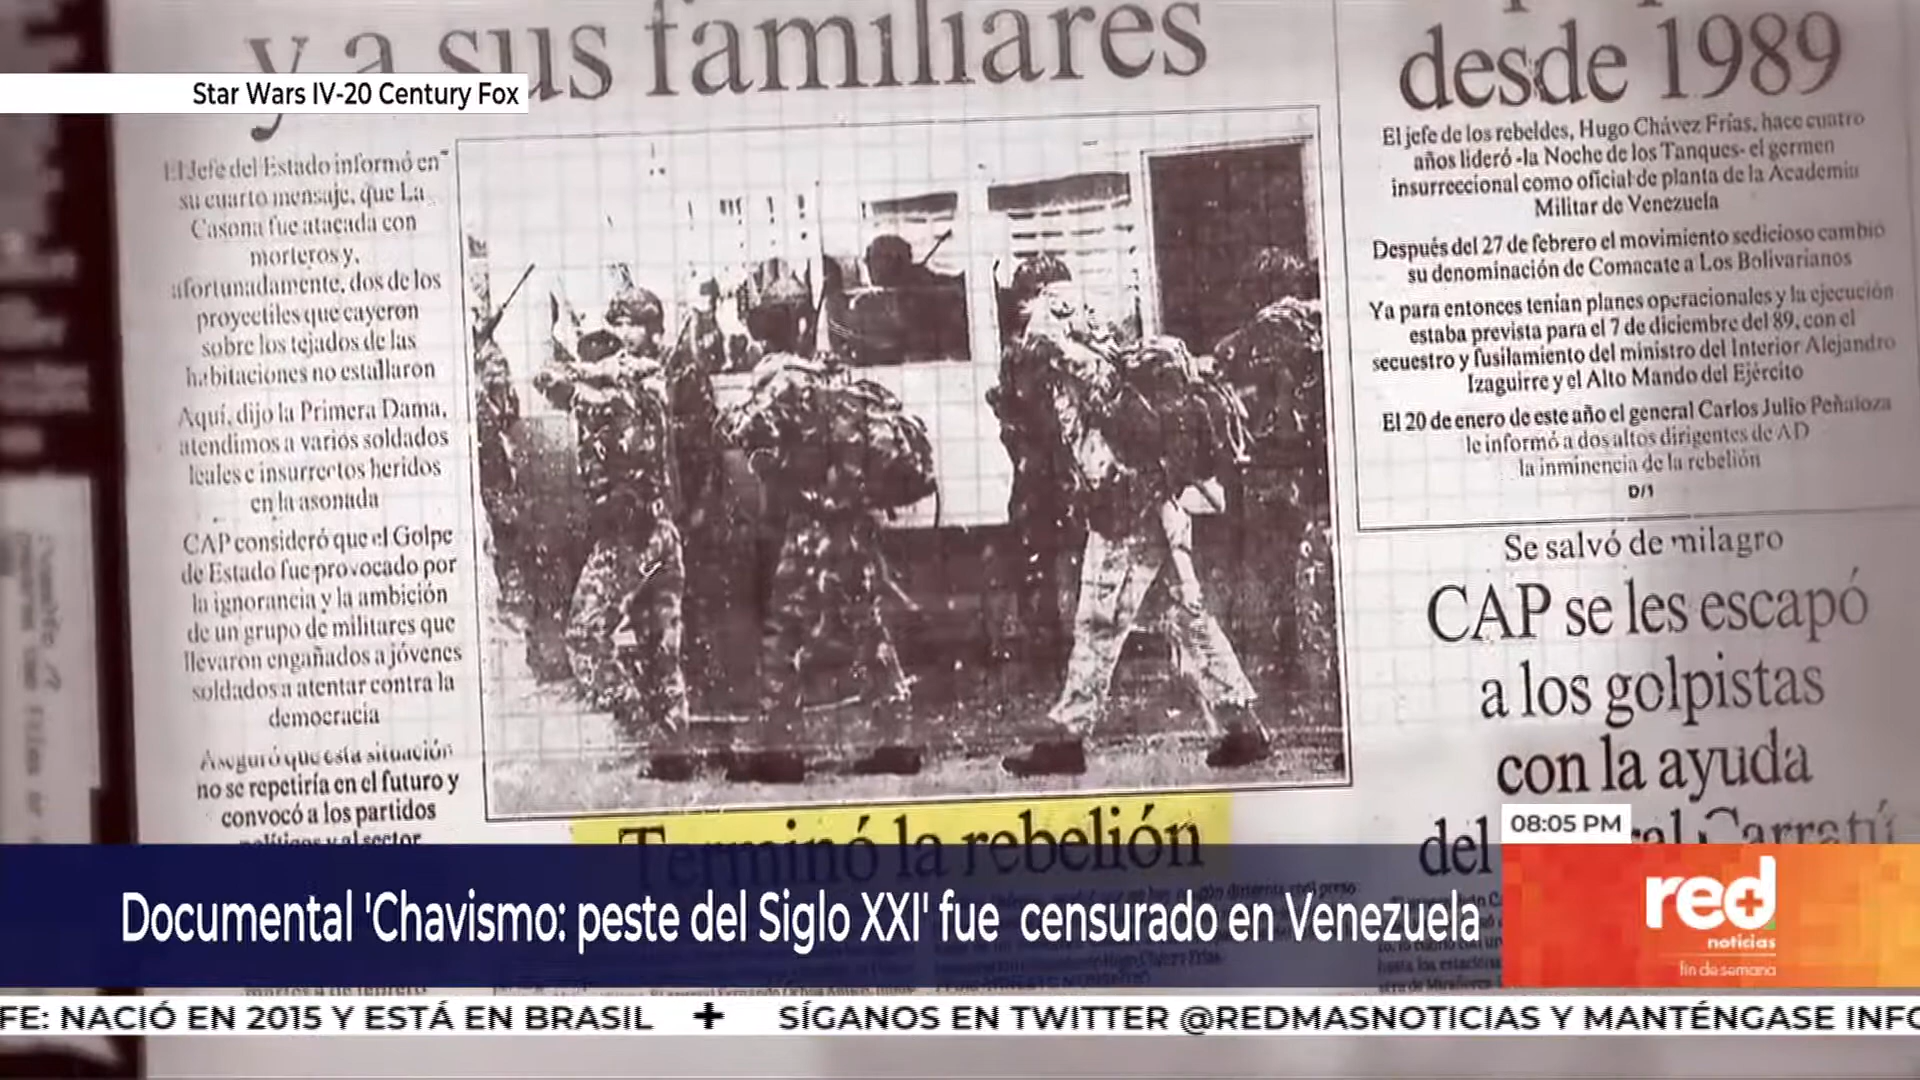 y a sus familiares
Star Wars IV-20 Century Fox
El Jefe del Estado informó en
su cuarto mensaje, que La
Casona fue atacada con
morteros y,
afortunadamente, dos de los
proyectiles que cayeron
sobre los tejados de las
habitaciones no estallaron
Aquí, dijo la Primera Dama,
atendimos a varios soldados
leales e insurrectos heridos
en la asonada
CAP consideró que el Golpe
de Estado fue provocado por
la ignorancia y la ambición
de un grupo de militares que
llevaron engañados a jóvenes
soldados a atentar contra la
democracia
Aseguró que esta situación
no se repetiría en el futuro y
convocó a los partidos
políticos y al sector
desde 1989
El jefe de los rebeldes, Hugo Chávez Frías, hace cuatro
años lideró -la Noche de los Tanques- el germen
insurreccional como oficial de planta de la Academia
Militar de Venezuela
Después del 27 de febrero el movimiento sedicioso cambió
su denominación de Comacate a Los Bolivarianos
Ya para entonces tenían planes operacionales y la ejecución
estaba prevista para el 7 de diciembre del 89, con el
secuestro y fusilamiento del ministro del Interior Alejandro
Izaguirre y el Alto Mando del Ejército
El 20 de enero de este año el general Carlos Julio Peñaloza
le informó a dos altos dirigentes de AD
la inminencia de la rebelión
D/1
Se salvó de milagro
CAP se les escapó
a los golpistas
con la ayuda
del Carratú
Terminó la rebelión
08:05 PM
Documental 'Chavismo: peste del Siglo XXI' fue censurado en Venezuela
red+
noticias
fin de semana
FE: NACIÓ EN 2015 Y ESTÁ EN BRASIL + SÍGANOS EN TWITTER @REDMASNOTICIAS Y MANTÉNGASE INFO